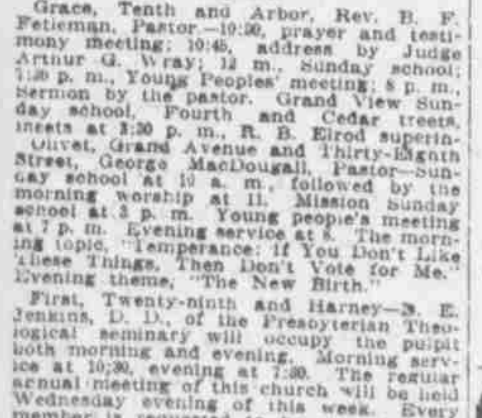 Grace, Tenth and Arbor, Rev. B. F.
Fetieman, Pastor.—10:30, prayer and testi-
mony meeting; 10:45, address by Judge
Arthur G. Wray; 12 m., Sunday school;
7:30 p. m., Young Peoples' meeting; 8 p. m.,
Sermon by the pastor. Grand View Sun-
day school, Fourth and Cedar treets,
meets at 3:30 p. m., R. B. Elrod superin-
Olivet, Grand Avenue and Thirty-Eighth
Street, George MacDougall, Pastor—Sun-
day school at 10 a. m., followed by the
morning worship at 11. Mission Sunday
school at 3 p. m. Young people's meeting
at 7 p. m. Evening service at 8. The morn-
ing topic, "Temperance: If You Don't Like
These Things, Then Don't Vote for Me."
Evening theme, "The New Birth."
First, Twenty-ninth and Harney—S. E.
Jenkins, D. D., of the Presbyterian Theo-
logical seminary will occupy the pulpit
both morning and evening. Morning serv-
ice at 10:30, evening at 7:30. The regular
annual meeting of this church will be held
Wednesday evening of this week. Every
member is requested